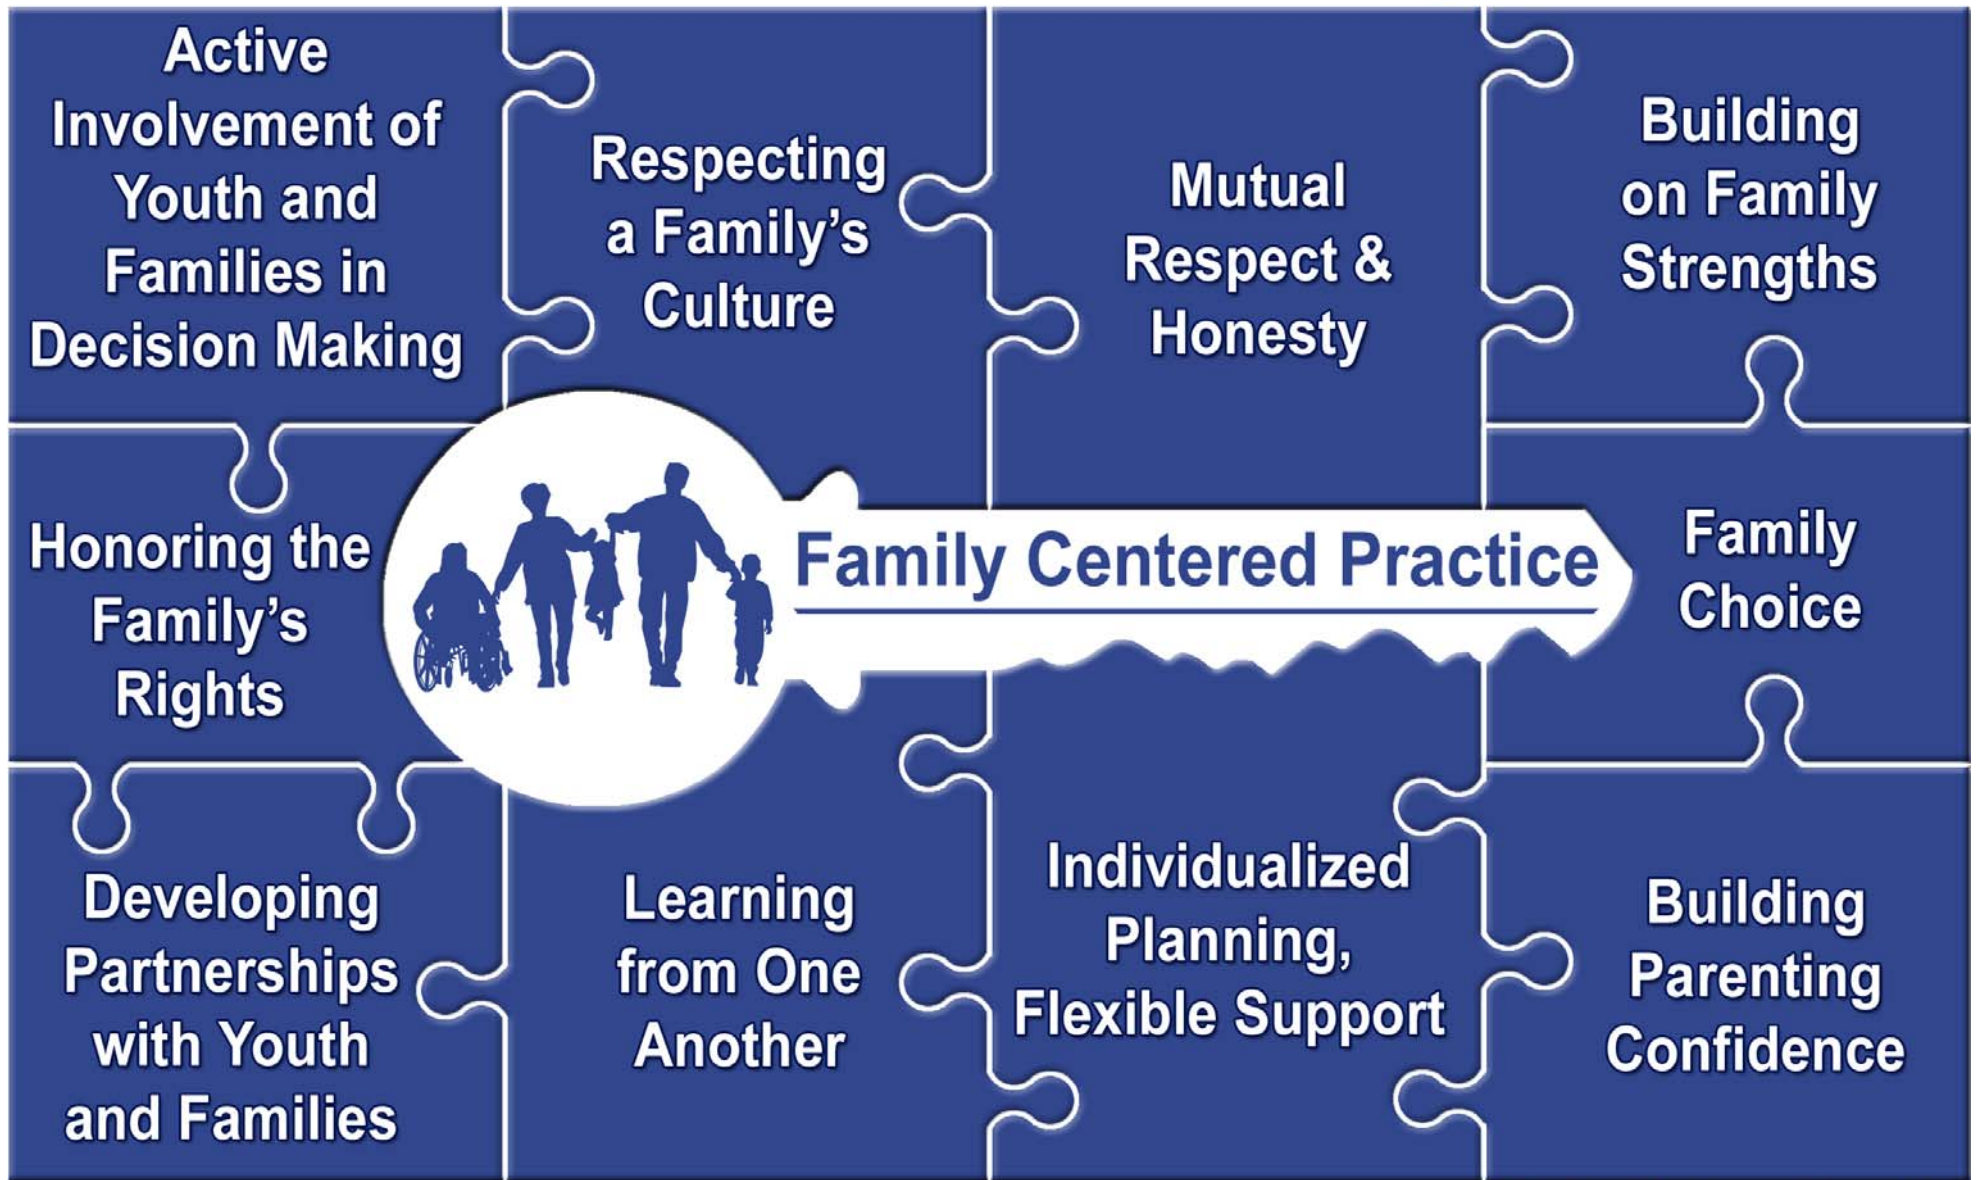 Active
Involvement of
Youth and
Families in
Decision Making
Respecting
a Family’s
Culture
Mutual
Respect &
Honesty
Building
on Family
Strengths
Honoring the
Family’s
Rights
Family Centered Practice
Family
Choice
Developing
Partnerships
with Youth
and Families
Learning
from One
Another
Individualized
Planning,
Flexible Support
Building
Parenting
Confidence